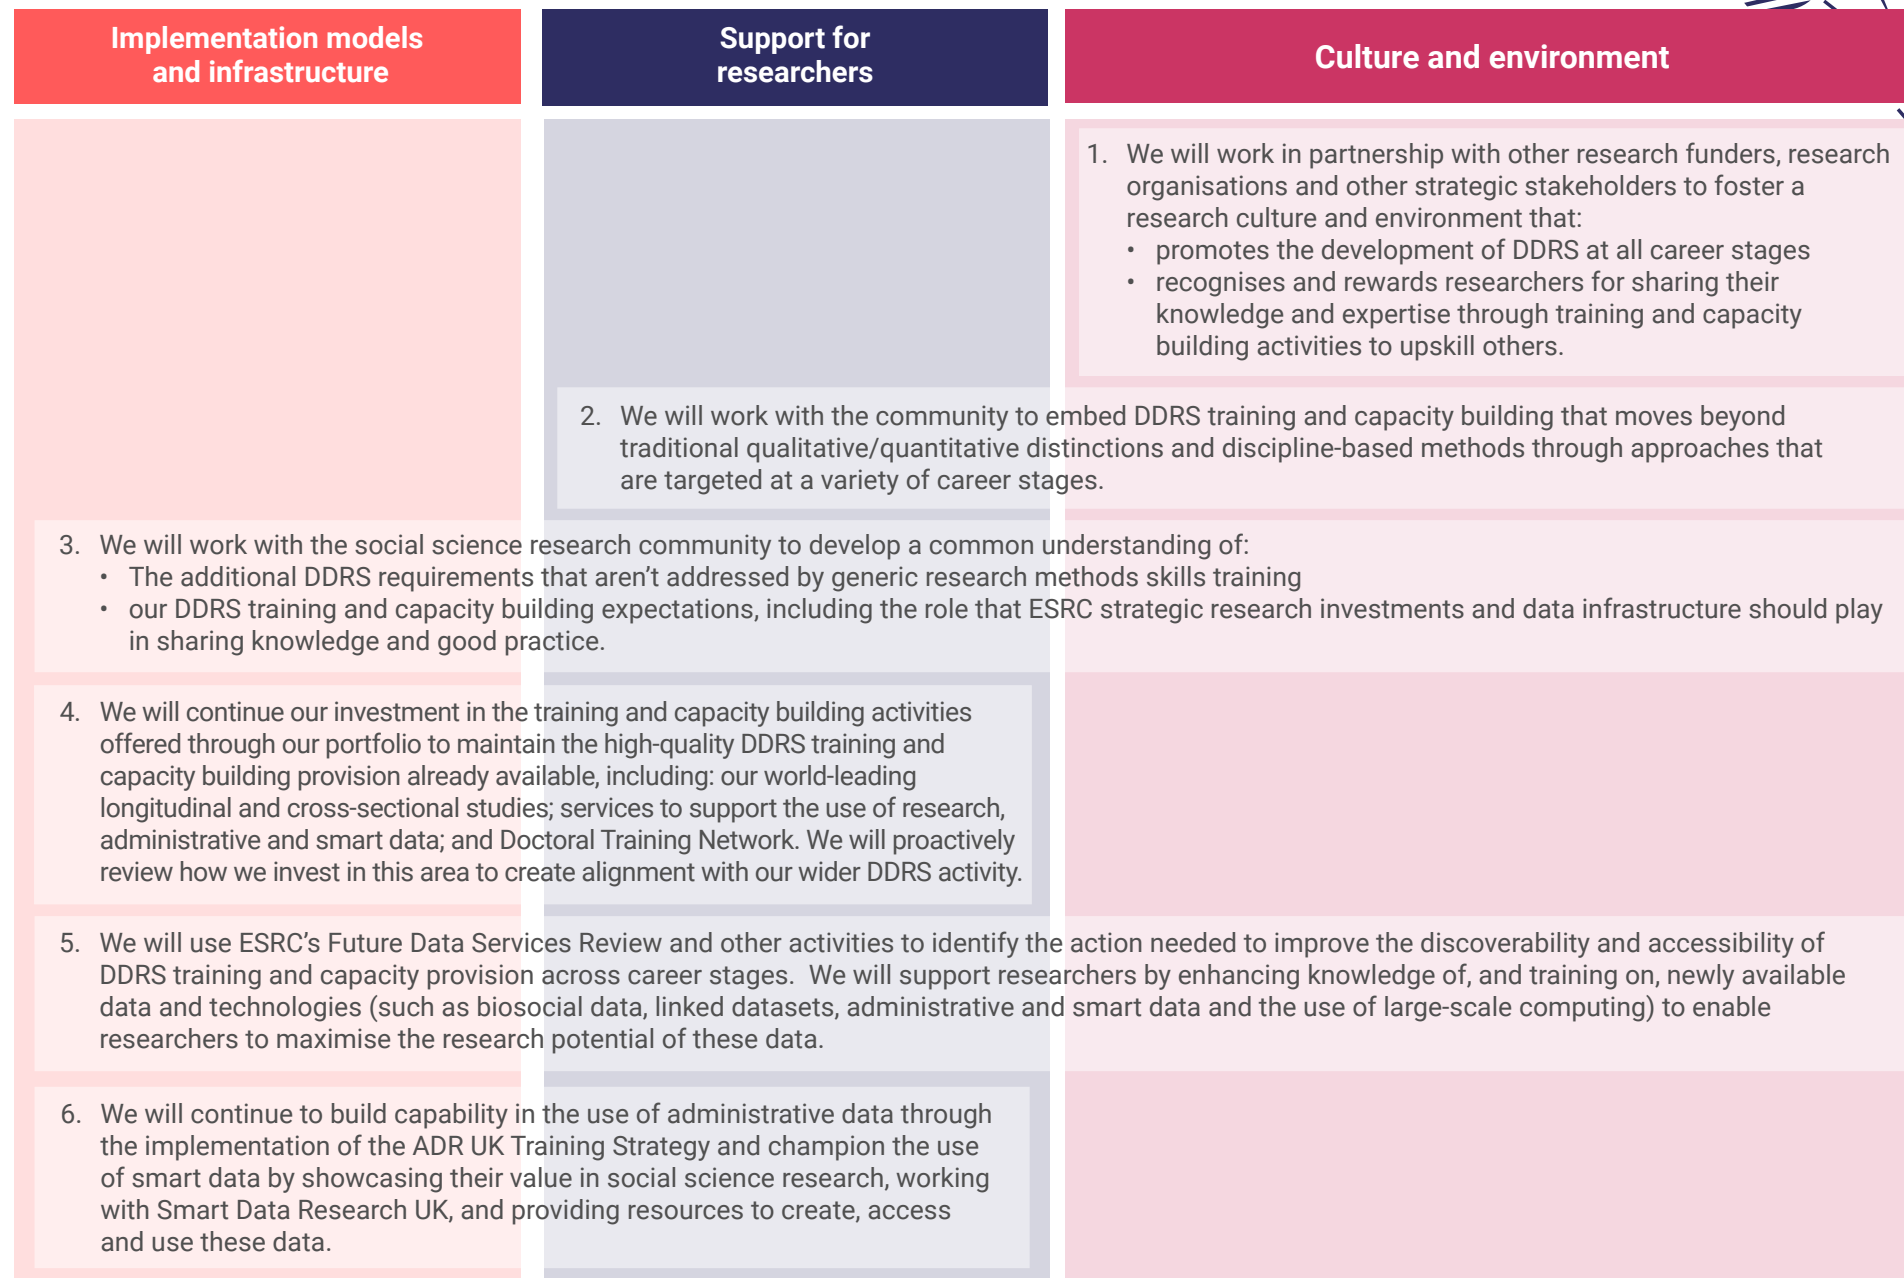 Implementation models
and infrastructure
Support for
researchers
Culture and environment
1. We will work in partnership with other research funders, research
organisations and other strategic stakeholders to foster a
research culture and environment that:
• promotes the development of DDRS at all career stages
• recognises and rewards researchers for sharing their
knowledge and expertise through training and capacity
building activities to upskill others.
2. We will work with the community to embed DDRS training and capacity building that moves beyond
traditional qualitative/quantitative distinctions and discipline-based methods through approaches that
are targeted at a variety of career stages.
3. We will work with the social science research community to develop a common understanding of:
• The additional DDRS requirements that aren't addressed by generic research methods skills training
• our DDRS training and capacity building expectations, including the role that ESRC strategic research investments and data infrastructure should play
in sharing knowledge and good practice.
4. We will continue our investment in the training and capacity building activities
offered through our portfolio to maintain the high-quality DDRS training and
capacity building provision already available, including: our world-leading
longitudinal and cross-sectional studies; services to support the use of research,
administrative and smart data; and Doctoral Training Network. We will proactively
review how we invest in this area to create alignment with our wider DDRS activity.
5. We will use ESRC's Future Data Services Review and other activities to identify the action needed to improve the discoverability and accessibility of
DDRS training and capacity provision across career stages.  We will support researchers by enhancing knowledge of, and training on, newly available
data and technologies (such as biosocial data, linked datasets, administrative and smart data and the use of large-scale computing) to enable
researchers to maximise the research potential of these data.
6. We will continue to build capability in the use of administrative data through
the implementation of the ADR UK Training Strategy and champion the use
of smart data by showcasing their value in social science research, working
with Smart Data Research UK, and providing resources to create, access
and use these data.